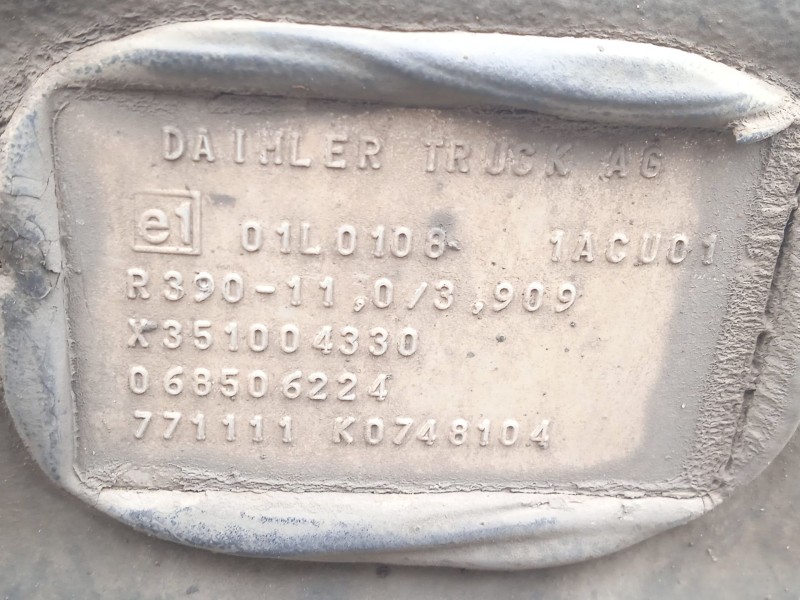 DAIMLER TRUCK AG
e1 01L0108 1ACU01
R390-11,0/3,909
X351004330
068506224
771111 K0748104